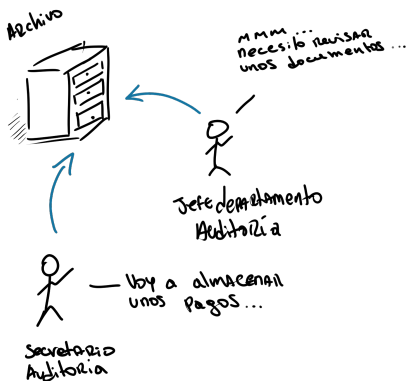 Archivo
MMM...
necesito revisar
unos documentos...
Jefe departamento
Auditoría
Voy a almacenar
unos pagos...
Secretario
Auditoria